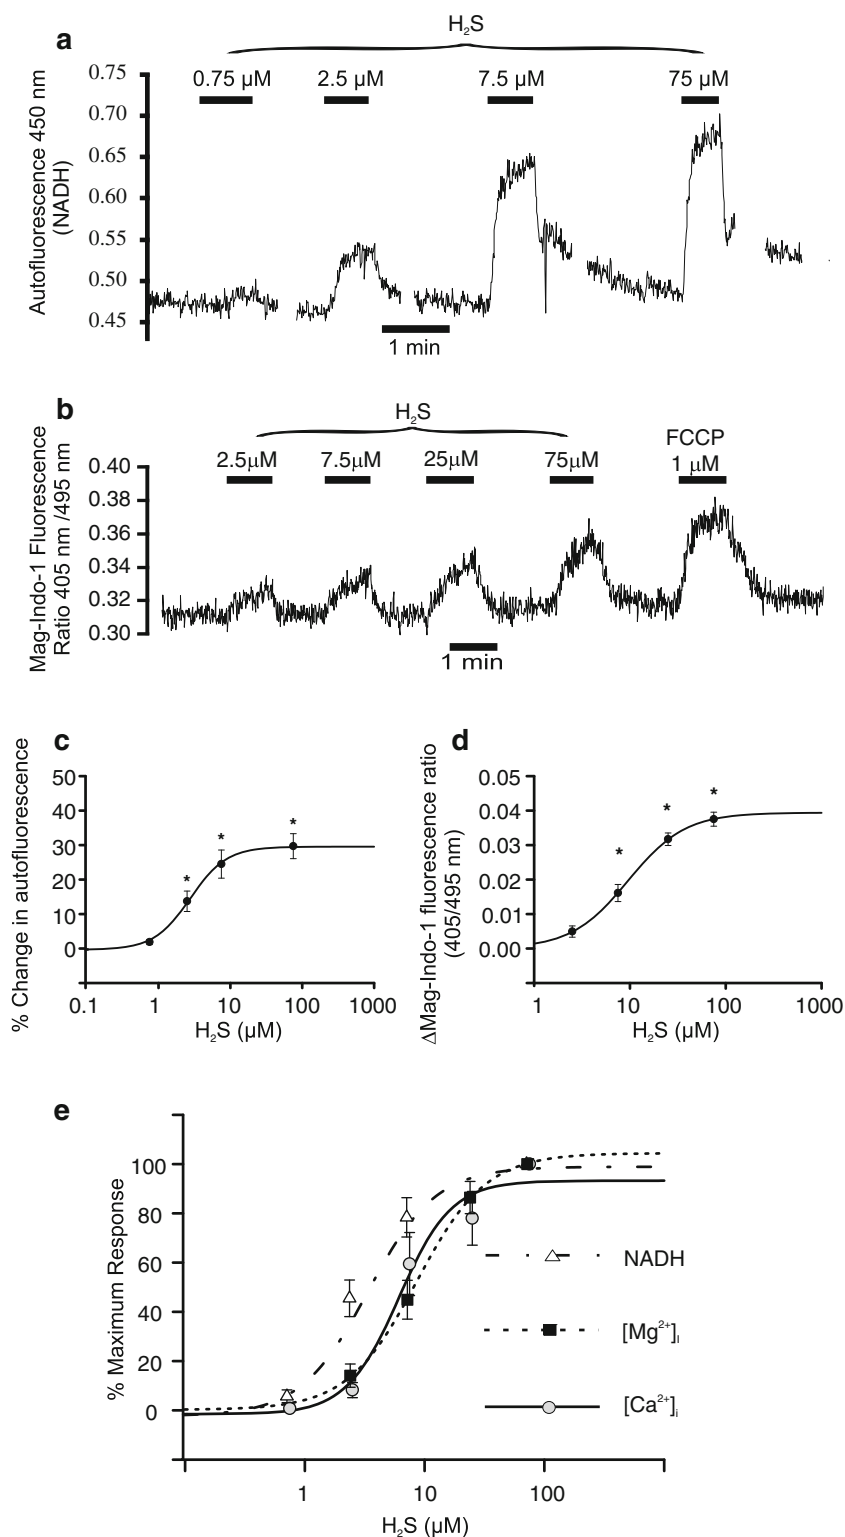 a
H₂S
0.75 µM 2.5 µM 7.5 µM 75 µM
Autofluorescence 450 nm
(NADH)
0.75
0.70
0.65
0.60
0.55
0.50
0.45
1 min
b
H₂S
2.5µM 7.5µM 25µM 75µM
FCCP
1 µM
Mag-Indo-1 Fluorescence
Ratio 405 nm /495 nm
0.40
0.36
0.34
0.32
0.30
1 min
c
% Change in autofluorescence
50
40
30
20
10
0
* * *
0.1 1 10 100 1000
H₂S (µM)
d
ΔMag-Indo-1 fluorescence ratio
(405/495 nm)
0.05
0.04
0.03
0.02
0.01
0.00
* * *
1 10 100 1000
H₂S (µM)
e
% Maximum Response
100
80
60
40
20
0
NADH
[Mg²⁺]ᵢ
[Ca²⁺]ᵢ
1 10 100
H₂S (µM)